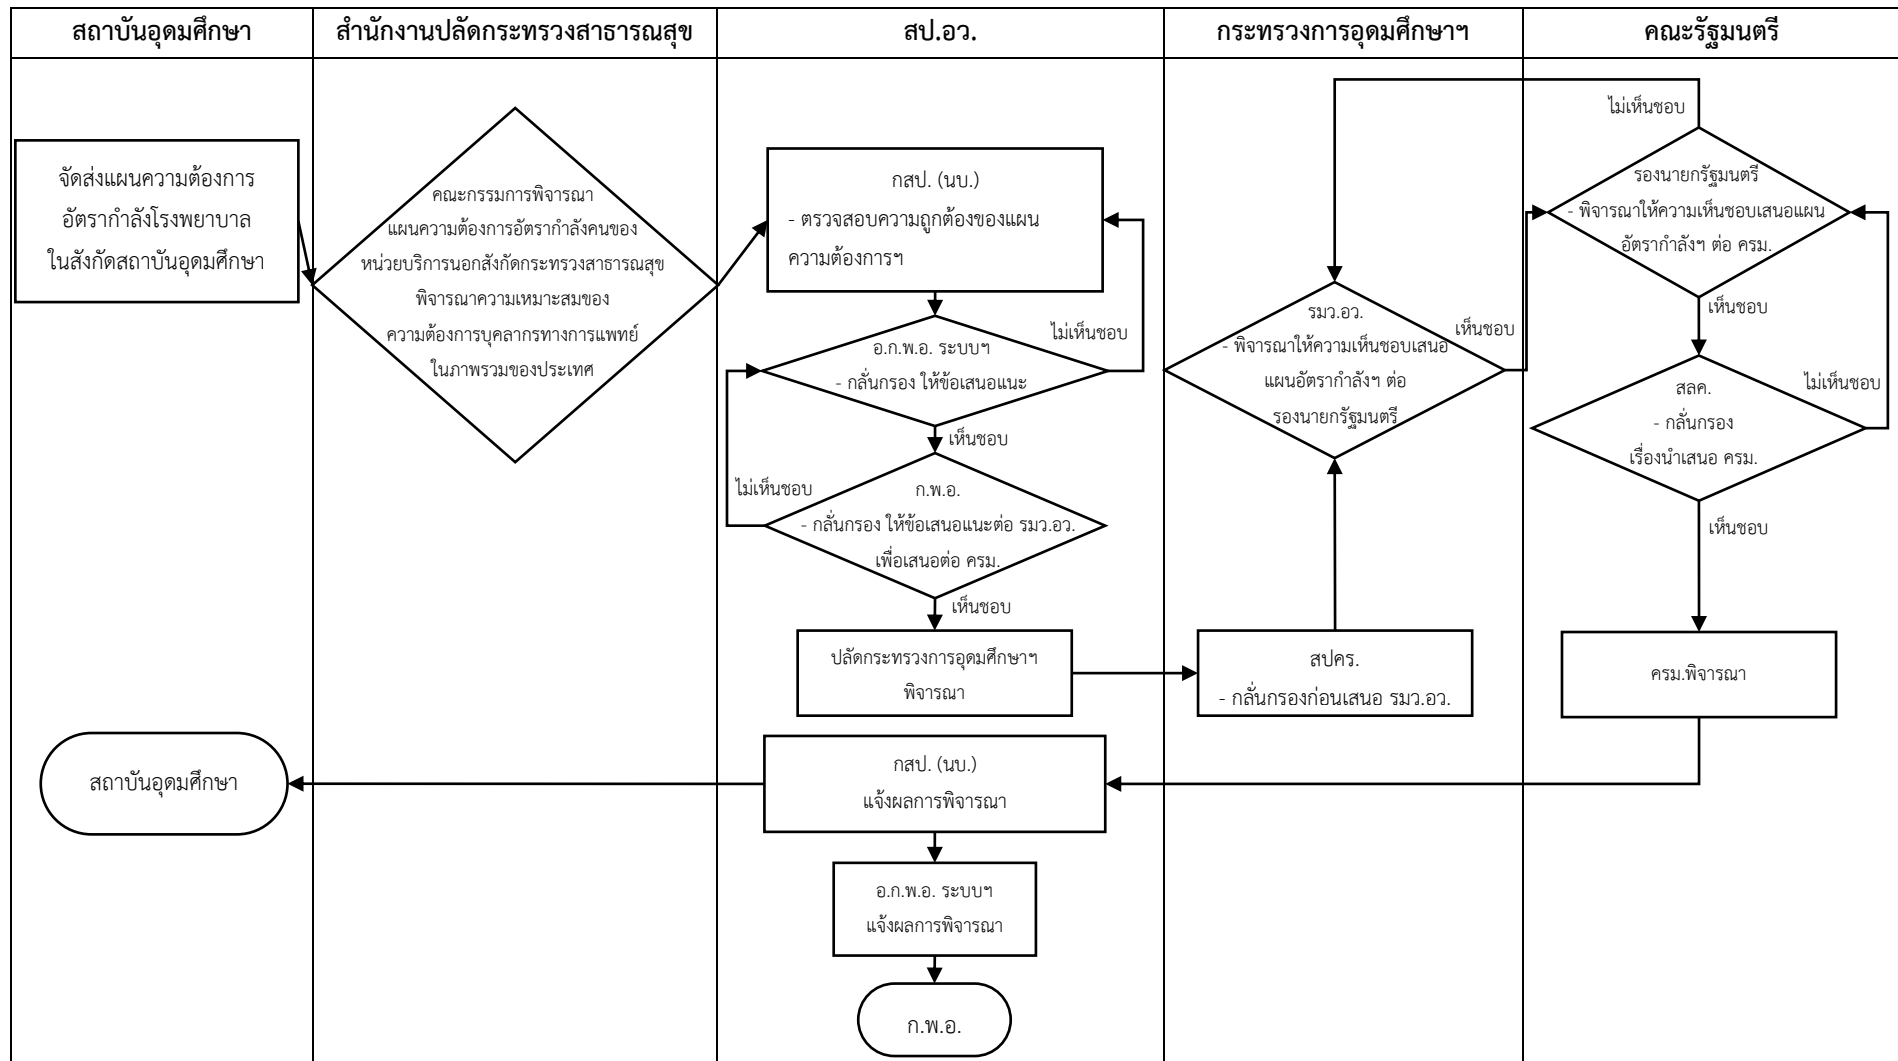 สถาบันอุดมศึกษา
สำนักงานปลัดกระทรวงสาธารณสุข
สป.อว.
กระทรวงการอุดมศึกษาฯ
คณะรัฐมนตรี
จัดส่งแผนความต้องการ
อัตรากำลังโรงพยาบาล
ในสังกัดสถาบันอุดมศึกษา
คณะกรรมการพิจารณา
แผนความต้องการอัตรากำลังคนของ
หน่วยบริการนอกสังกัดกระทรวงสาธารณสุข
พิจารณาความเหมาะสมของ
ความต้องการบุคลากรทางการแพทย์
ในภาพรวมของประเทศ
กสป. (นบ.)
- ตรวจสอบความถูกต้องของแผน
ความต้องการฯ
ไม่เห็นชอบ
อ.ก.พ.อ. ระบบฯ
- กลั่นกรอง ให้ข้อเสนอแนะ
เห็นชอบ
ไม่เห็นชอบ
ก.พ.อ.
- กลั่นกรอง ให้ข้อเสนอแนะต่อ รมว.อว.
เพื่อเสนอต่อ ครม.
เห็นชอบ
ปลัดกระทรวงการอุดมศึกษาฯ
พิจารณา
สปคร.
- กลั่นกรองก่อนเสนอ รมว.อว.
รมว.อว.
- พิจารณาให้ความเห็นชอบเสนอ
แผนอัตรากำลังฯ ต่อ
รองนายกรัฐมนตรี
เห็นชอบ
ไม่เห็นชอบ
รองนายกรัฐมนตรี
- พิจารณาให้ความเห็นชอบเสนอแผน
อัตรากำลังฯ ต่อ ครม.
เห็นชอบ
ไม่เห็นชอบ
สลค.
- กลั่นกรอง
เรื่องนำเสนอ ครม.
เห็นชอบ
ครม.พิจารณา
กสป. (นบ.)
แจ้งผลการพิจารณา
สถาบันอุดมศึกษา
อ.ก.พ.อ. ระบบฯ
แจ้งผลการพิจารณา
ก.พ.อ.